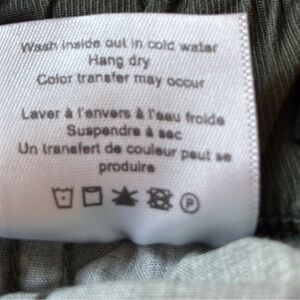 Wash inside out in cold water
Hang dry
Color transfer may occur
Laver à l'envers à l'eau froide
Suspendre à sec
Un transfert de couleur peut se
produire
P